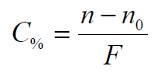 C% = (n - n₀) / F